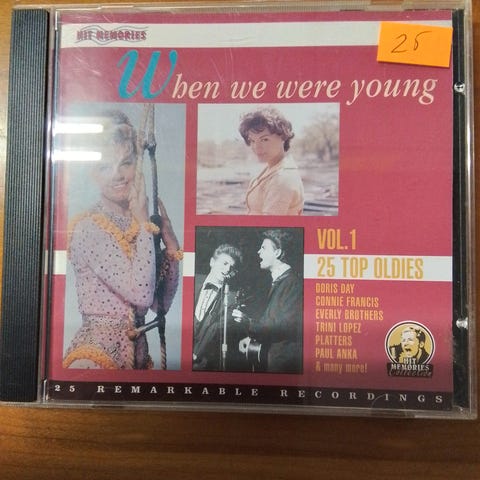 HIT MEMORIES
25
When we were young
VOL.1
25 TOP OLDIES
DORIS DAY
CONNIE FRANCIS
EVERLY BROTHERS
TRINI LOPEZ
PLATTERS
PAUL ANKA
& many more!
HIT
MEMORIES
Collection
25 REMARKABLE RECORDINGS